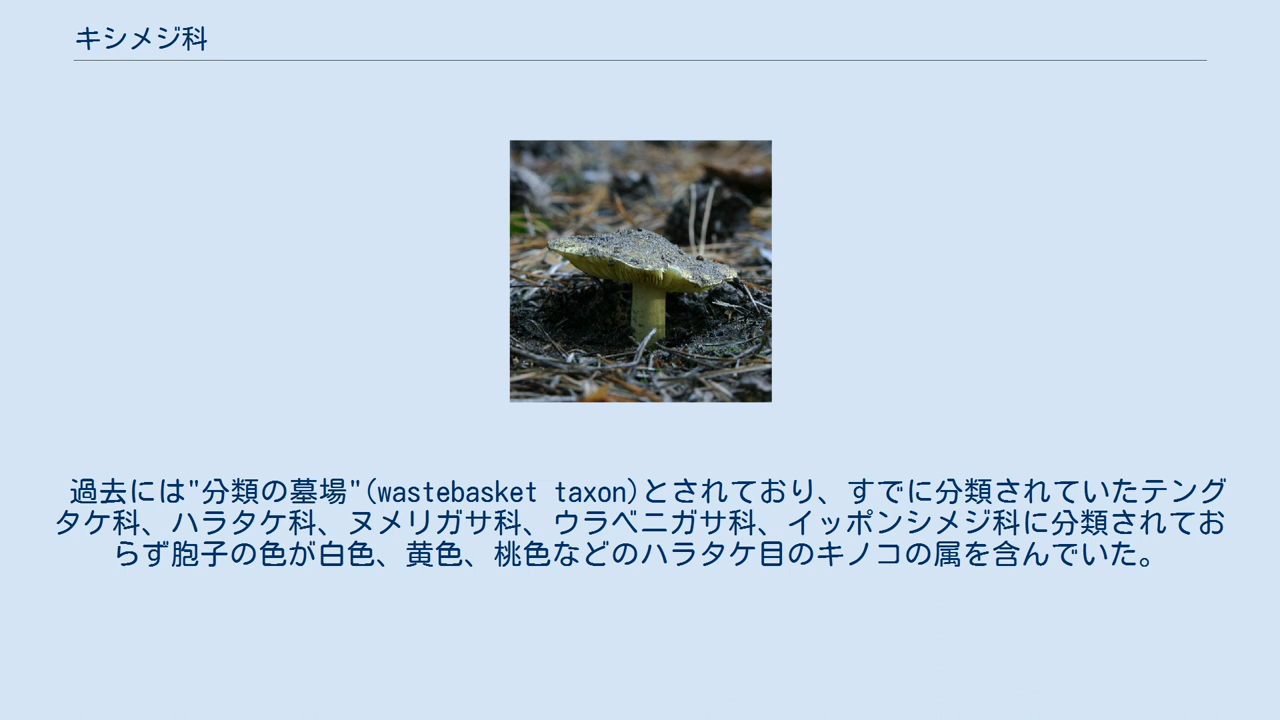 キシメジ科
過去には"分類の墓場"(wastebasket taxon)とされており、すでに分類されていたテング
タケ科、ハラタケ科、ヌメリガサ科、ウラベニガサ科、イッポンシメジ科に分類されてお
らず胞子の色が白色、黄色、桃色などのハラタケ目のキノコの属を含んでいた。